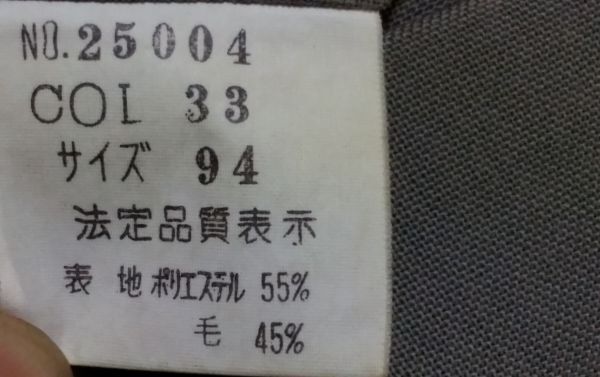 NO.25004
COL 33
サイズ 94
法定品質表示
表 地 ポリエステル 55%
毛 45%